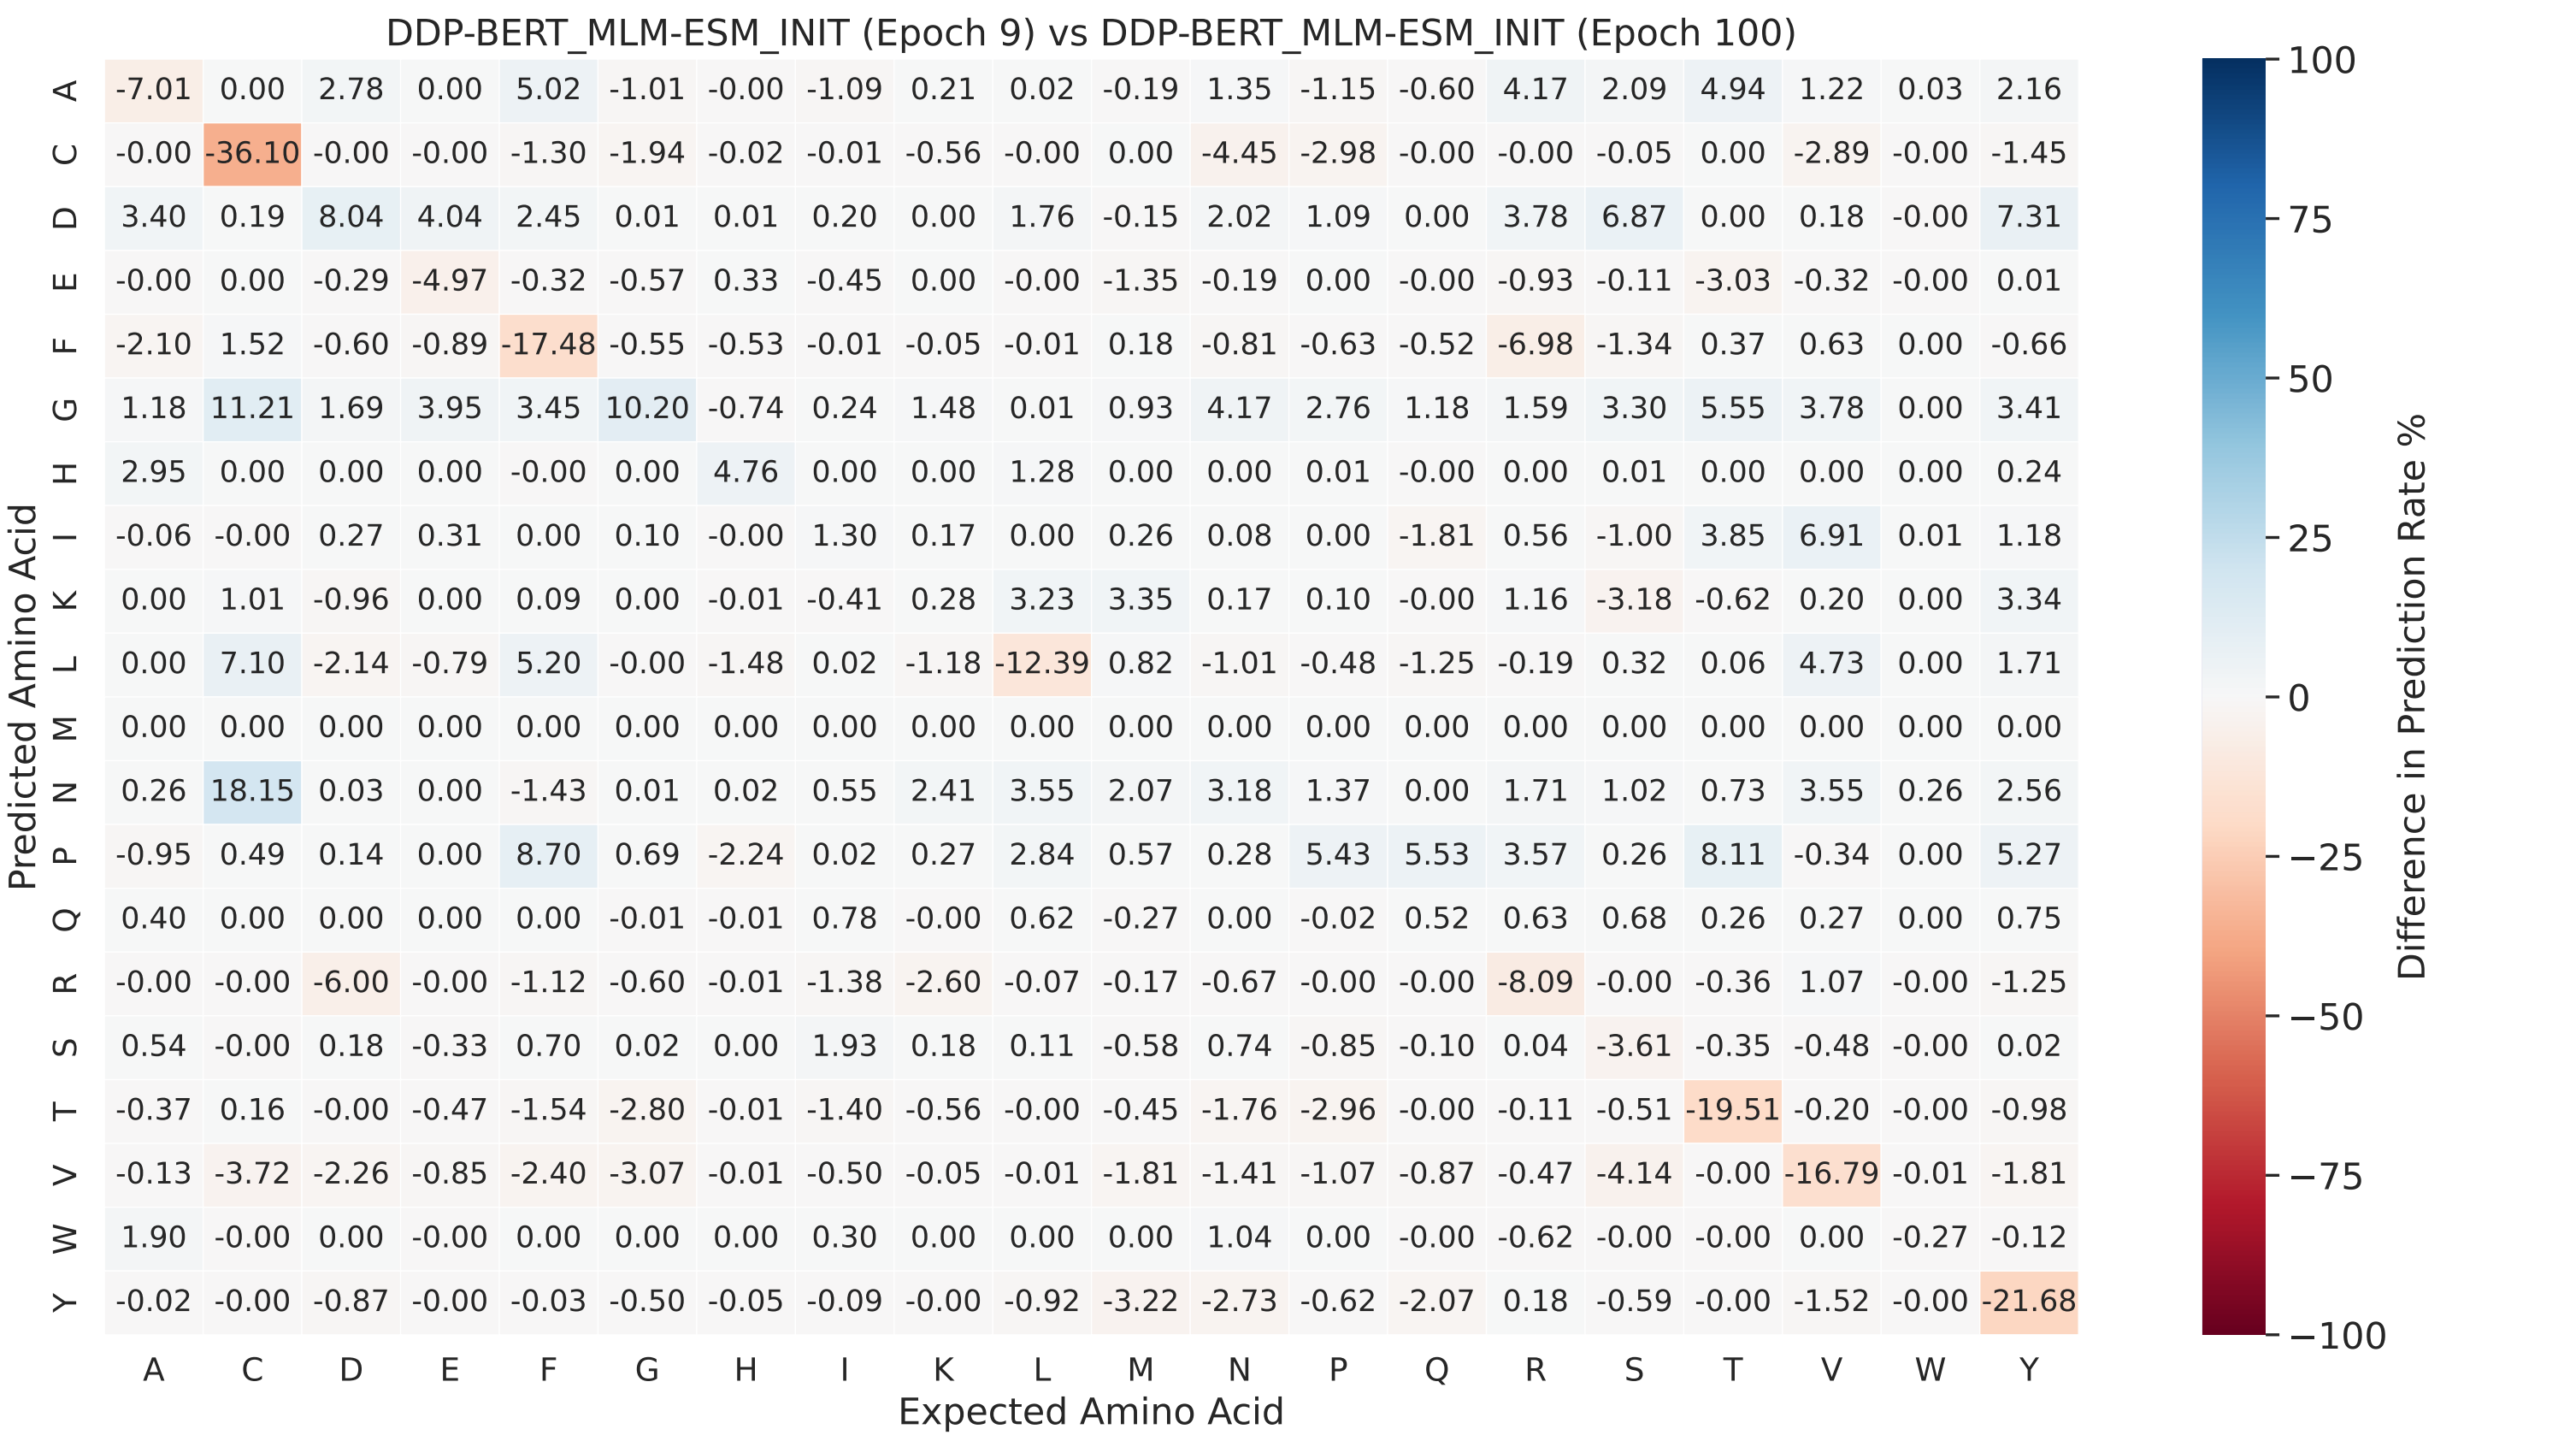 DDP-BERT_MLM-ESM_INIT (Epoch 9) vs DDP-BERT_MLM-ESM_INIT (Epoch 100)
A -7.01 0.00 2.78 0.00 5.02 -1.01 -0.00 -1.09 0.21 0.02 -0.19 1.35 -1.15 -0.60 4.17 2.09 4.94 1.22 0.03 2.16
C -0.00 -36.10 -0.00 -0.00 -1.30 -1.94 -0.02 -0.01 -0.56 -0.00 0.00 -4.45 -2.98 -0.00 -0.00 -0.05 0.00 -2.89 -0.00 -1.45
D 3.40 0.19 8.04 4.04 2.45 0.01 0.01 0.20 0.00 1.76 -0.15 2.02 1.09 0.00 3.78 6.87 0.00 0.18 -0.00 7.31
E -0.00 0.00 -0.29 -4.97 -0.32 -0.57 0.33 -0.45 0.00 -0.00 -1.35 -0.19 0.00 -0.00 -0.93 -0.11 -3.03 -0.32 -0.00 0.01
F -2.10 1.52 -0.60 -0.89 -17.48 -0.55 -0.53 -0.01 -0.05 -0.01 0.18 -0.81 -0.63 -0.52 -6.98 -1.34 0.37 0.63 0.00 -0.66
G 1.18 11.21 1.69 3.95 3.45 10.20 -0.74 0.24 1.48 0.01 0.93 4.17 2.76 1.18 1.59 3.30 5.55 3.78 0.00 3.41
H 2.95 0.00 0.00 0.00 -0.00 0.00 4.76 0.00 0.00 1.28 0.00 0.00 0.01 -0.00 0.00 0.01 0.00 0.00 0.00 0.24
I -0.06 -0.00 0.27 0.31 0.00 0.10 -0.00 1.30 0.17 0.00 0.26 0.08 0.00 -1.81 0.56 -1.00 3.85 6.91 0.01 1.18
K 0.00 1.01 -0.96 0.00 0.09 0.00 -0.01 -0.41 0.28 3.23 3.35 0.17 0.10 -0.00 1.16 -3.18 -0.62 0.20 0.00 3.34
L 0.00 7.10 -2.14 -0.79 5.20 -0.00 -1.48 0.02 -1.18 -12.39 0.82 -1.01 -0.48 -1.25 -0.19 0.32 0.06 4.73 0.00 1.71
M 0.00 0.00 0.00 0.00 0.00 0.00 0.00 0.00 0.00 0.00 0.00 0.00 0.00 0.00 0.00 0.00 0.00 0.00 0.00 0.00
N 0.26 18.15 0.03 0.00 -1.43 0.01 0.02 0.55 2.41 3.55 2.07 3.18 1.37 0.00 1.71 1.02 0.73 3.55 0.26 2.56
P -0.95 0.49 0.14 0.00 8.70 0.69 -2.24 0.02 0.27 2.84 0.57 0.28 5.43 5.53 3.57 0.26 8.11 -0.34 0.00 5.27
Q 0.40 0.00 0.00 0.00 0.00 -0.01 -0.01 0.78 -0.00 0.62 -0.27 0.00 -0.02 0.52 0.63 0.68 0.26 0.27 0.00 0.75
R -0.00 -0.00 -6.00 -0.00 -1.12 -0.60 -0.01 -1.38 -2.60 -0.07 -0.17 -0.67 -0.00 -0.00 -8.09 -0.00 -0.36 1.07 -0.00 -1.25
S 0.54 -0.00 0.18 -0.33 0.70 0.02 0.00 1.93 0.18 0.11 -0.58 0.74 -0.85 -0.10 0.04 -3.61 -0.35 -0.48 -0.00 0.02
T -0.37 0.16 -0.00 -0.47 -1.54 -2.80 -0.01 -1.40 -0.56 -0.00 -0.45 -1.76 -2.96 -0.00 -0.11 -0.51 -19.51 -0.20 -0.00 -0.98
V -0.13 -3.72 -2.26 -0.85 -2.40 -3.07 -0.01 -0.50 -0.05 -0.01 -1.81 -1.41 -1.07 -0.87 -0.47 -4.14 -0.00 -16.79 -0.01 -1.81
W 1.90 -0.00 0.00 -0.00 0.00 0.00 0.00 0.30 0.00 0.00 0.00 1.04 0.00 -0.00 -0.62 -0.00 -0.00 0.00 -0.27 -0.12
Y -0.02 -0.00 -0.87 -0.00 -0.03 -0.50 -0.05 -0.09 -0.00 -0.92 -3.22 -2.73 -0.62 -2.07 0.18 -0.59 -0.00 -1.52 -0.00 -21.68
A C D E F G H I K L M N P Q R S T V W Y
Expected Amino Acid
Predicted Amino Acid
100
75
50
25
0
−25
−50
−75
−100
Difference in Prediction Rate %